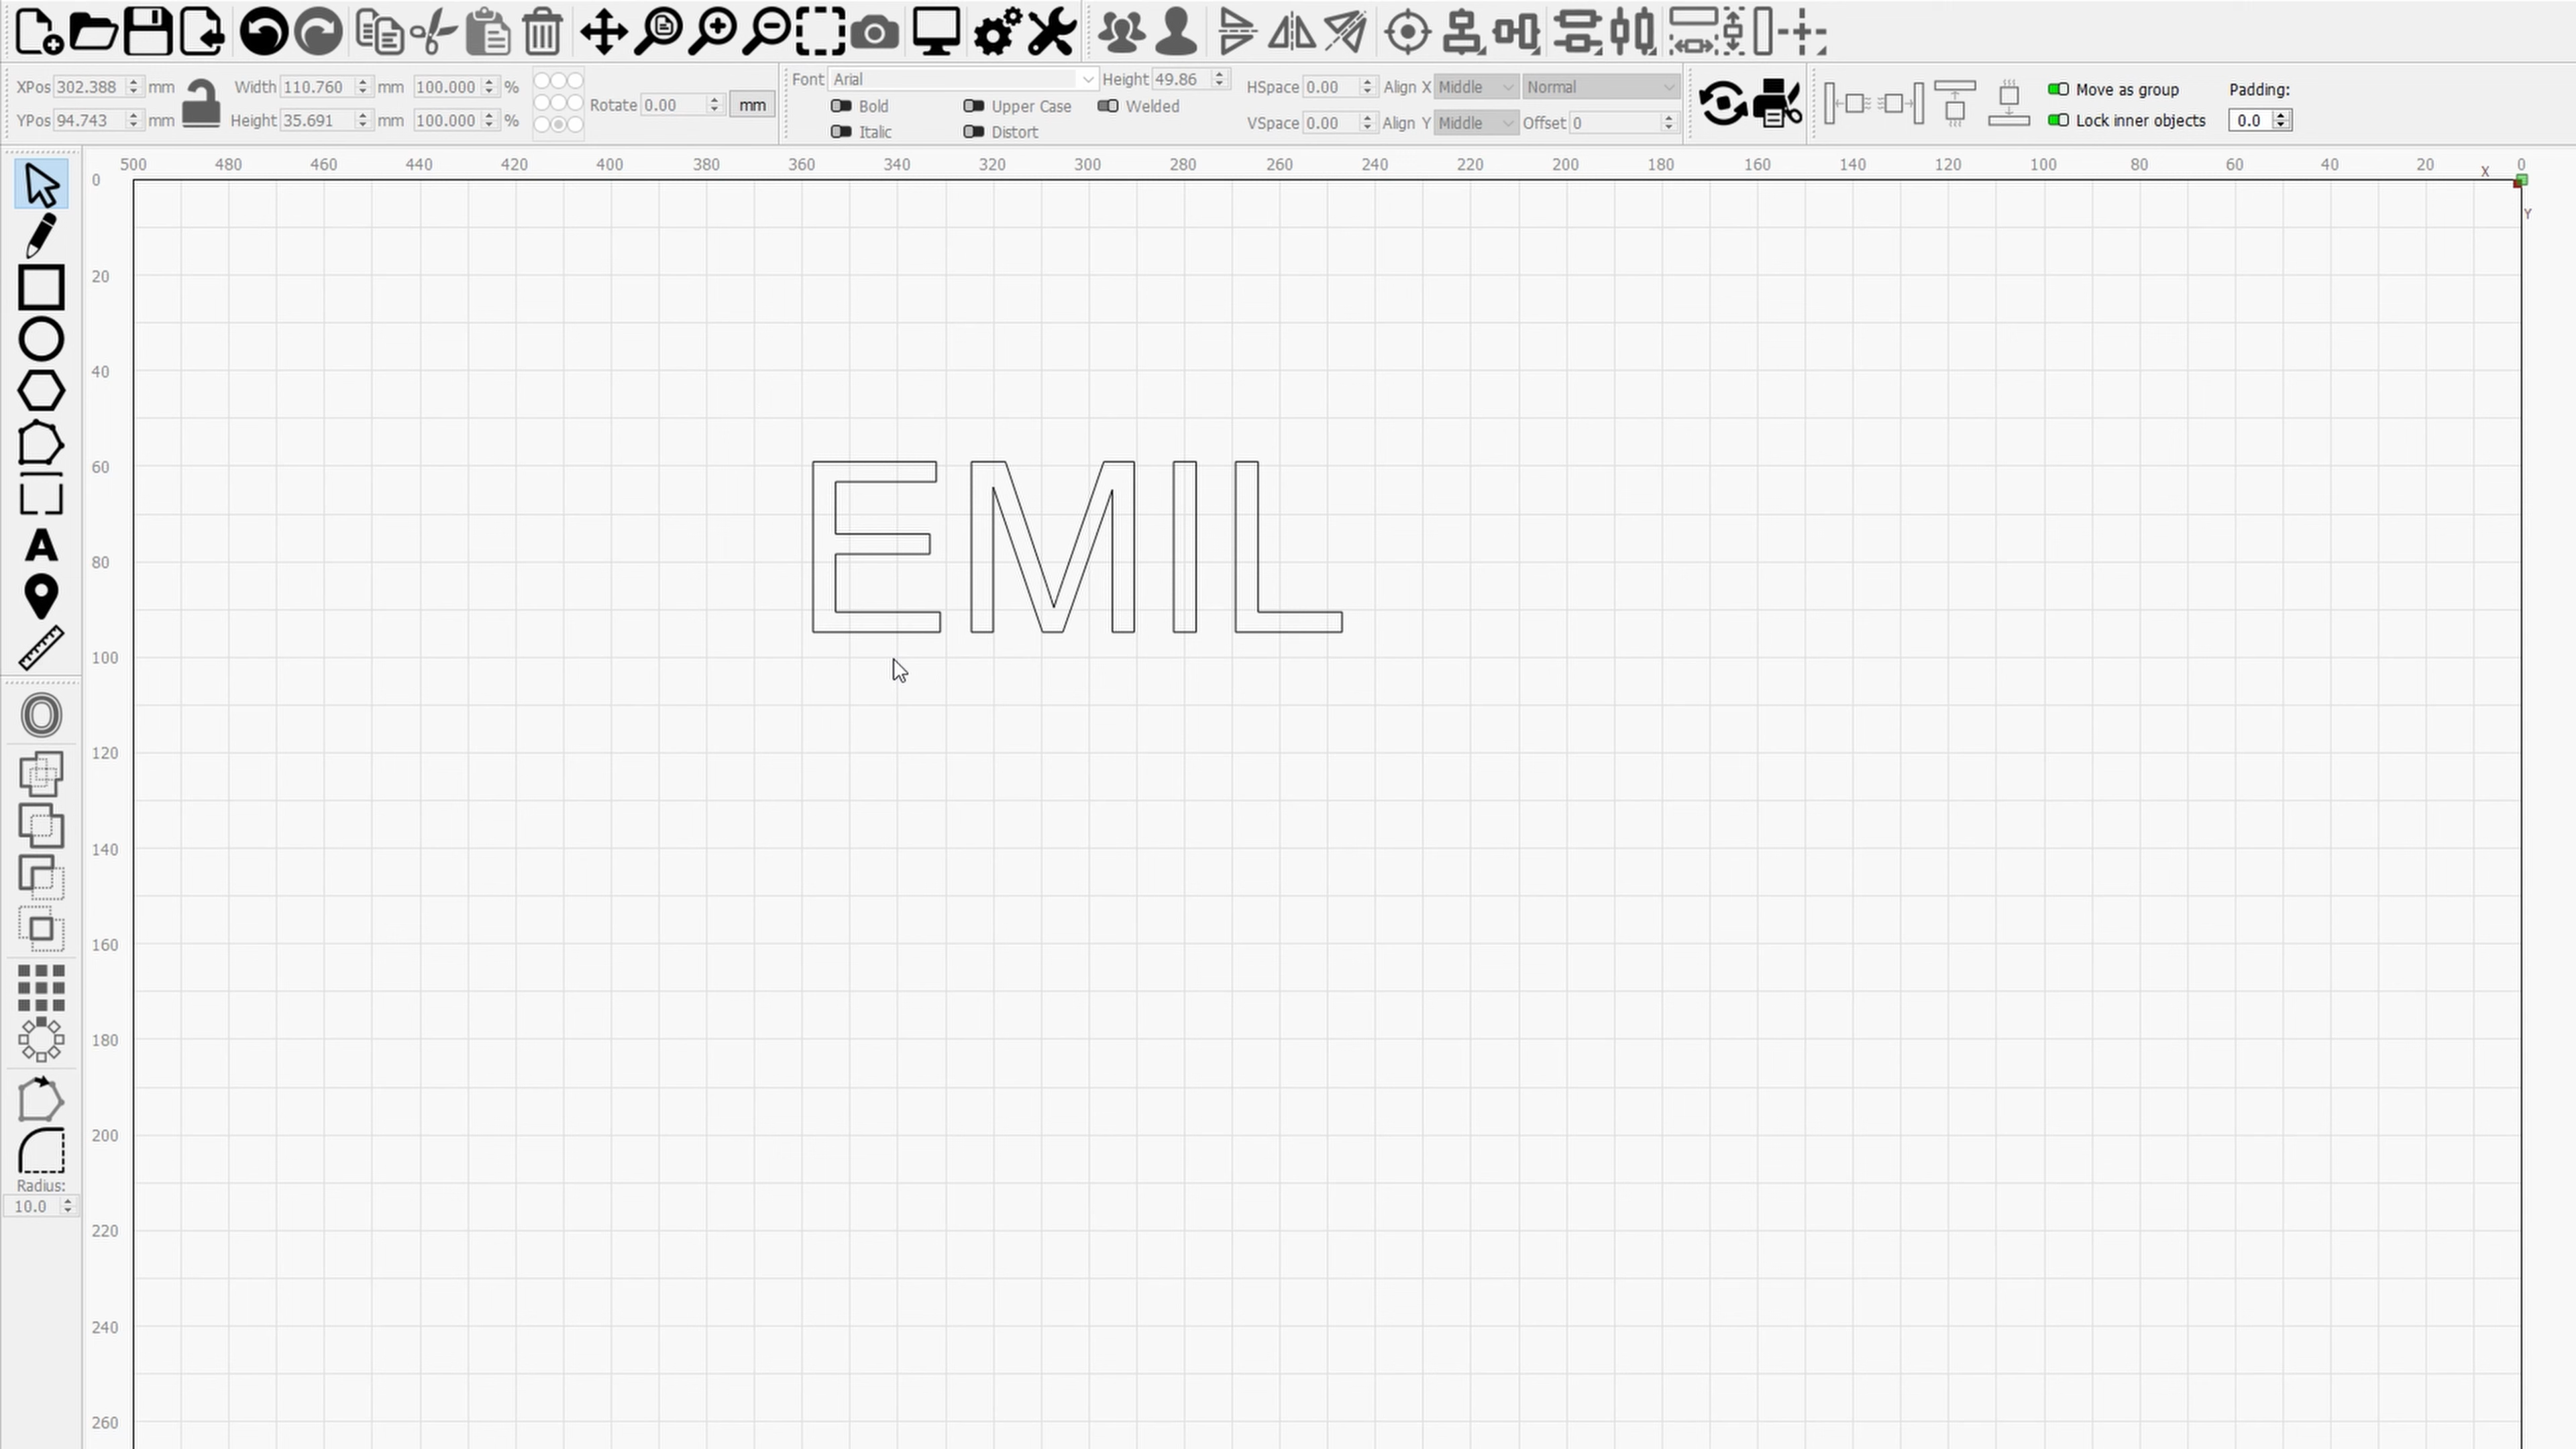 XPos 302.388 mm Width 110.760 mm 100.000 %
YPos 94.743 mm Height 35.691 mm 100.000 %
Rotate 0.00 mm
Font Arial Height 49.86
Bold Upper Case Welded
Italic Distort
HSpace 0.00 Align X Middle Normal
VSpace 0.00 Align Y Middle Offset 0
Move as group
Lock inner objects
Padding:
0.0
500 480 460 440 420 400 380 360 340 320 300 280 260 240 220 200 180 160 140 120 100 80 60 40 20 0
X
Y
0
20
40
60
80
100
120
140
160
180
200
220
240
260
EMIL
A
Radius:
10.0